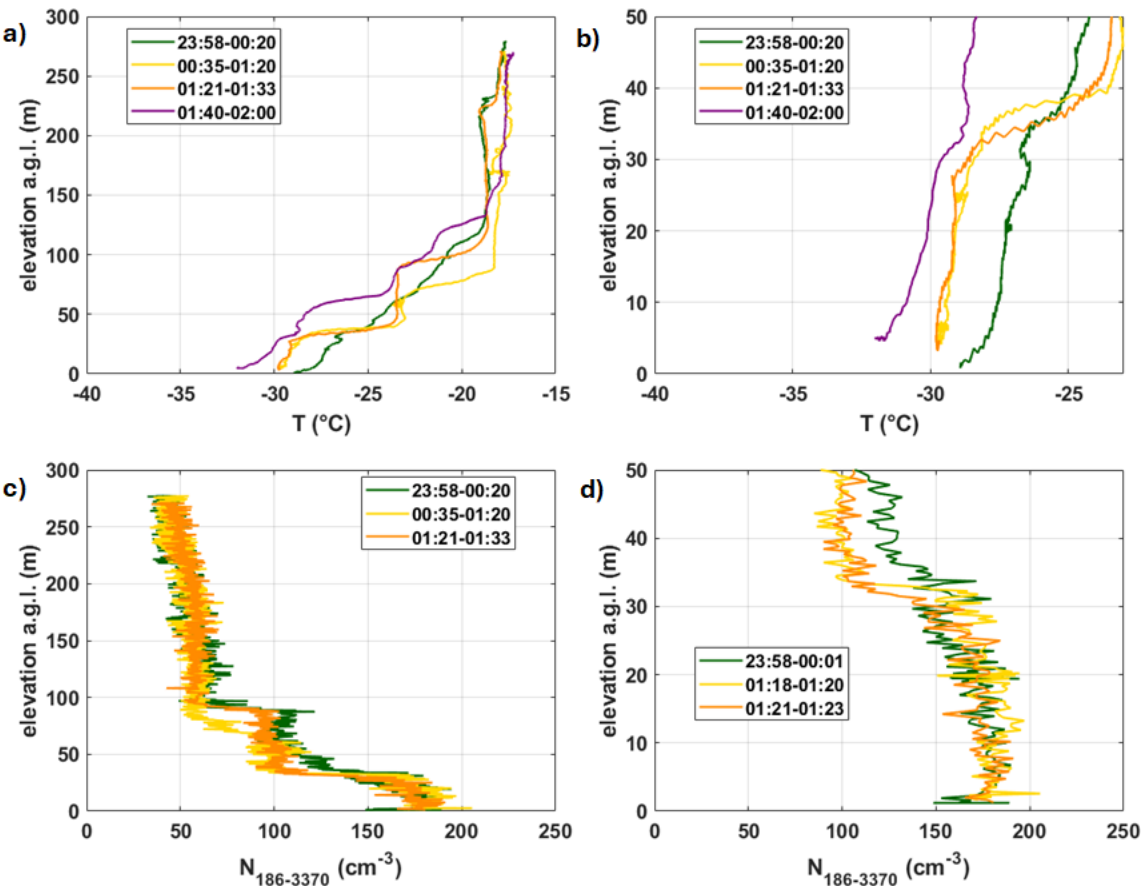 a)
300
250
200
150
100
50
0
elevation a.g.l. (m)
23:58-00:20
00:35-01:20
01:21-01:33
01:40-02:00
-40 -35 -30 -25 -20 -15
T (°C)
b)
50
40
30
20
10
0
elevation a.g.l. (m)
23:58-00:20
00:35-01:20
01:21-01:33
01:40-02:00
-40 -35 -30 -25
T (°C)
c)
300
250
200
150
100
50
0
elevation a.g.l. (m)
23:58-00:20
00:35-01:20
01:21-01:33
0 50 100 150 200 250
N186-3370 (cm-3)
d)
50
40
30
20
10
0
elevation a.g.l. (m)
23:58-00:01
01:18-01:20
01:21-01:23
0 50 100 150 200 250
N186-3370 (cm-3)